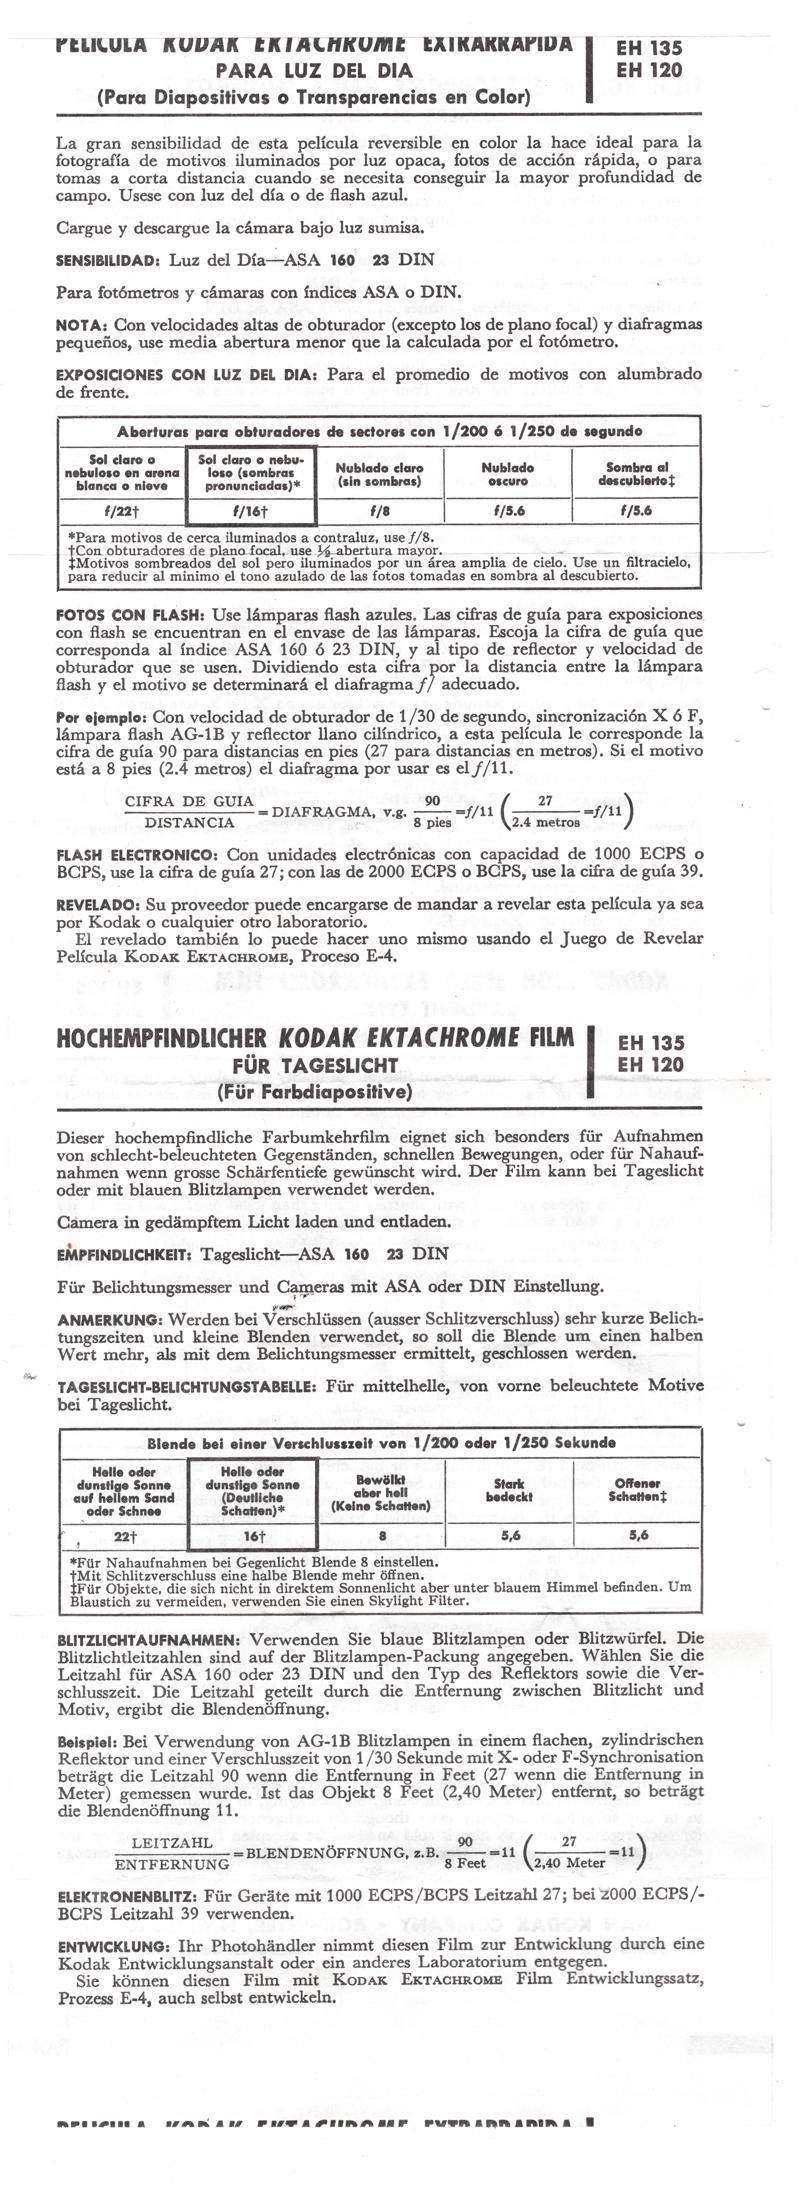 PELICULA KODAK EKTACHROME EXTRARRAPIDA
PARA LUZ DEL DIA
(Para Diapositivas o Transparencias en Color)
EH 135
EH 120
La gran sensibilidad de esta película reversible en color la hace ideal para la
fotografía de motivos iluminados por luz opaca, fotos de acción rápida, o para
tomas a corta distancia cuando se necesita conseguir la mayor profundidad de
campo. Usese con luz del día o de flash azul.
Cargue y descargue la cámara bajo luz sumisa.
SENSIBILIDAD: Luz del Día—ASA 160 23 DIN
Para fotómetros y cámaras con índices ASA o DIN.
NOTA: Con velocidades altas de obturador (excepto los de plano focal) y diafragmas
pequeños, use media abertura menor que la calculada por el fotómetro.
EXPOSICIONES CON LUZ DEL DIA: Para el promedio de motivos con alumbrado
de frente.
Aberturas para obturadores de sectores con 1/200 ó 1/250 de segundo
Sol claro o
nebuloso en arena
blanca o nieve
Sol claro o nebu-
loso (sombras
pronunciadas)*
Nublado claro
(sin sombras)
Nublado
oscuro
Sombra al
descubierto‡
f/22† f/16† f/8 f/5.6 f/5.6
*Para motivos de cerca iluminados a contraluz, use f/8.
†Con obturadores de plano focal, use ½ abertura mayor.
‡Motivos sombreados del sol pero iluminados por un área amplia de cielo. Use un filtracielo,
para reducir al minimo el tono azulado de las fotos tomadas en sombra al descubierto.
FOTOS CON FLASH: Use lámparas flash azules. Las cifras de guía para exposiciones
con flash se encuentran en el envase de las lámparas. Escoja la cifra de guía que
corresponda al índice ASA 160 ó 23 DIN, y al tipo de reflector y velocidad de
obturador que se usen. Dividiendo esta cifra por la distancia entre la lámpara
flash y el motivo se determinará el diafragma f/ adecuado.
Por ejemplo: Con velocidad de obturador de 1/30 de segundo, sincronización X ó F,
lámpara flash AG-1B y reflector llano cilíndrico, a esta película le corresponde la
cifra de guía 90 para distancias en pies (27 para distancias en metros). Si el motivo
está a 8 pies (2.4 metros) el diafragma por usar es el f/11.
CIFRA DE GUIA
DISTANCIA
= DIAFRAGMA, v.g. 90
8 pies
=f/11 ( 27
2.4 metros
=f/11 )
FLASH ELECTRONICO: Con unidades electrónicas con capacidad de 1000 ECPS o
BCPS, use la cifra de guía 27; con las de 2000 ECPS o BCPS, use la cifra de guía 39.
REVELADO: Su proveedor puede encargarse de mandar a revelar esta película ya sea
por Kodak o cualquier otro laboratorio.
El revelado también lo puede hacer uno mismo usando el Juego de Revelar
Película KODAK EKTACHROME, Proceso E-4.
HOCHEMPFINDLICHER KODAK EKTACHROME FILM
FÜR TAGESLICHT
(Für Farbdiapositive)
EH 135
EH 120
Dieser hochempfindliche Farbumkehrfilm eignet sich besonders für Aufnahmen
von schlecht-beleuchteten Gegenständen, schnellen Bewegungen, oder für Nahauf-
nahmen wenn grosse Schärfentiefe gewünscht wird. Der Film kann bei Tageslicht
oder mit blauen Blitzlampen verwendet werden.
Camera in gedämpftem Licht laden und entladen.
EMPFINDLICHKEIT: Tageslicht—ASA 160 23 DIN
Für Belichtungsmesser und Cameras mit ASA oder DIN Einstellung.
ANMERKUNG: Werden bei Verschlüssen (ausser Schlitzverschluss) sehr kurze Belich-
tungszeiten und kleine Blenden verwendet, so soll die Blende um einen halben
Wert mehr, als mit dem Belichtungsmesser ermittelt, geschlossen werden.
TAGESLICHT-BELICHTUNGSTABELLE: Für mittelhelle, von vorne beleuchtete Motive
bei Tageslicht.
Blende bei einer Verschlusszeit von 1/200 oder 1/250 Sekunde
Helle oder
dunstige Sonne
auf hellem Sand
oder Schnee
Helle oder
dunstige Sonne
(Deutliche
Schatten)*
Bewölkt
aber hell
(Keine Schatten)
Stark
bedeckt
Offener
Schatten‡
22† 16† 8 5,6 5,6
*Für Nahaufnahmen bei Gegenlicht Blende 8 einstellen.
†Mit Schlitzverschluss eine halbe Blende mehr öffnen.
‡Für Objekte, die sich nicht in direktem Sonnenlicht aber unter blauem Himmel befinden. Um
Blaustich zu vermeiden, verwenden Sie einen Skylight Filter.
BLITZLICHTAUFNAHMEN: Verwenden Sie blaue Blitzlampen oder Blitzwürfel. Die
Blitzlichtleitzahlen sind auf der Blitzlampen-Packung angegeben. Wählen Sie die
Leitzahl für ASA 160 oder 23 DIN und den Typ des Reflektors sowie die Ver-
schlusszeit. Die Leitzahl geteilt durch die Entfernung zwischen Blitzlicht und
Motiv, ergibt die Blendenöffnung.
Beispiel: Bei Verwendung von AG-1B Blitzlampen in einem flachen, zylindrischen
Reflektor und einer Verschlusszeit von 1/30 Sekunde mit X- oder F-Synchronisation
beträgt die Leitzahl 90 wenn die Entfernung in Feet (27 wenn die Entfernung in
Meter) gemessen wurde. Ist das Objekt 8 Feet (2,40 Meter) entfernt, so beträgt
die Blendenöffnung 11.
LEITZAHL
ENTFERNUNG
=BLENDENÖFFNUNG, z.B. 90
8 Feet
=11 ( 27
2,40 Meter
=11 )
ELEKTRONENBLITZ: Für Geräte mit 1000 ECPS/BCPS Leitzahl 27; bei 2000 ECPS/-
BCPS Leitzahl 39 verwenden.
ENTWICKLUNG: Ihr Photohändler nimmt diesen Film zur Entwicklung durch eine
Kodak Entwicklungsanstalt oder ein anderes Laboratorium entgegen.
Sie können diesen Film mit KODAK EKTACHROME Film Entwicklungssatz,
Prozess E-4, auch selbst entwickeln.
PELICULA KODAK EKTACHROME EXTRARRAPIDA